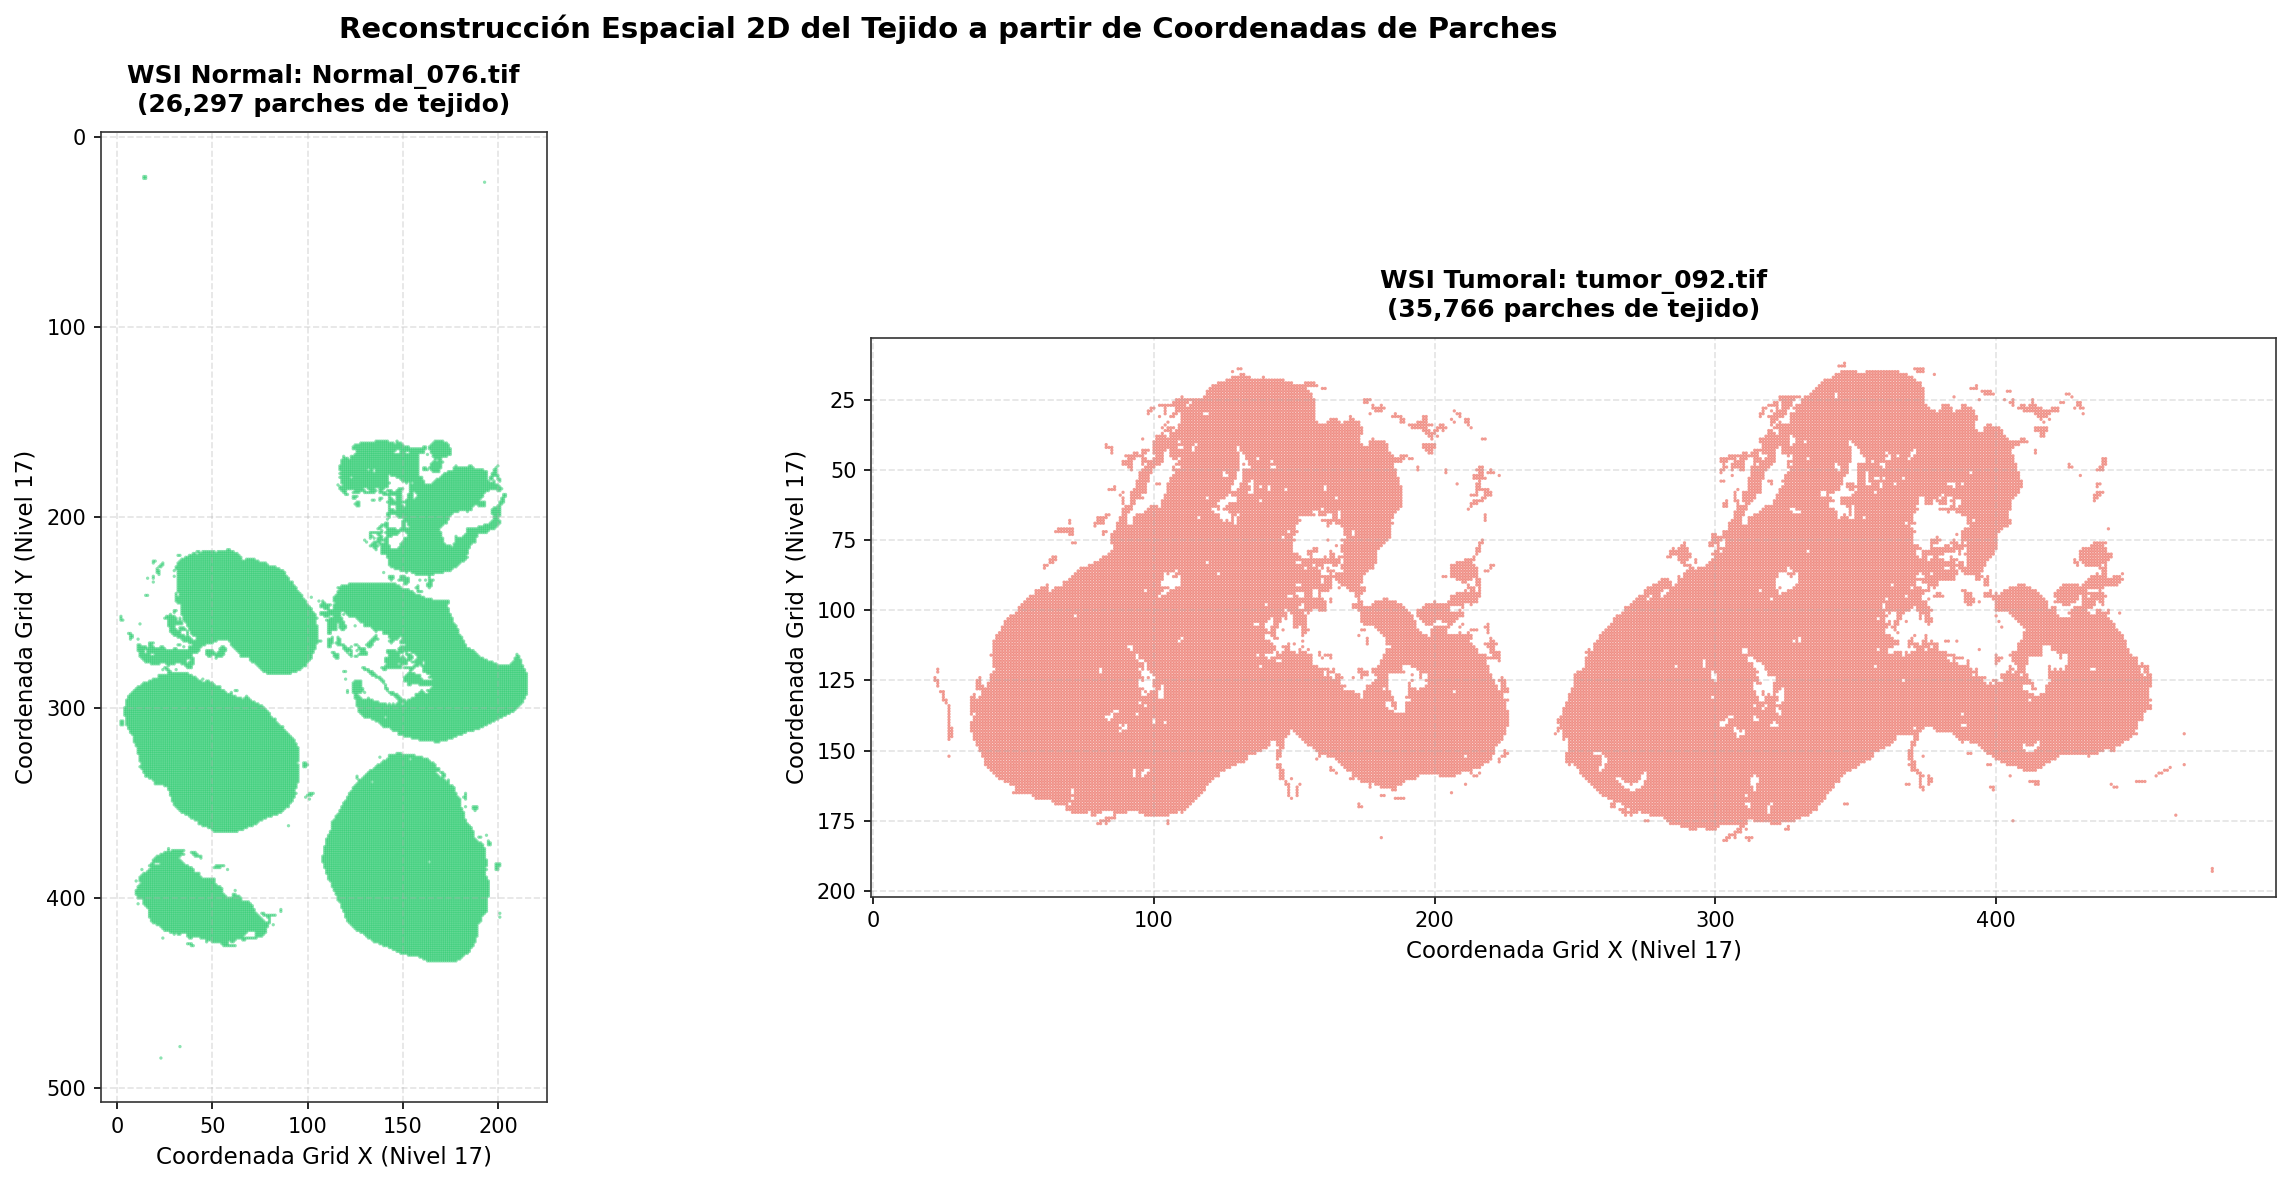 Reconstrucción Espacial 2D del Tejido a partir de Coordenadas de Parches
WSI Normal: Normal_076.tif
(26,297 parches de tejido)
0
100
200
300
400
500
Coordenada Grid Y (Nivel 17)
0 50 100 150 200
Coordenada Grid X (Nivel 17)
WSI Tumoral: tumor_092.tif
(35,766 parches de tejido)
25
50
75
100
125
150
175
200
Coordenada Grid Y (Nivel 17)
0 100 200 300 400
Coordenada Grid X (Nivel 17)